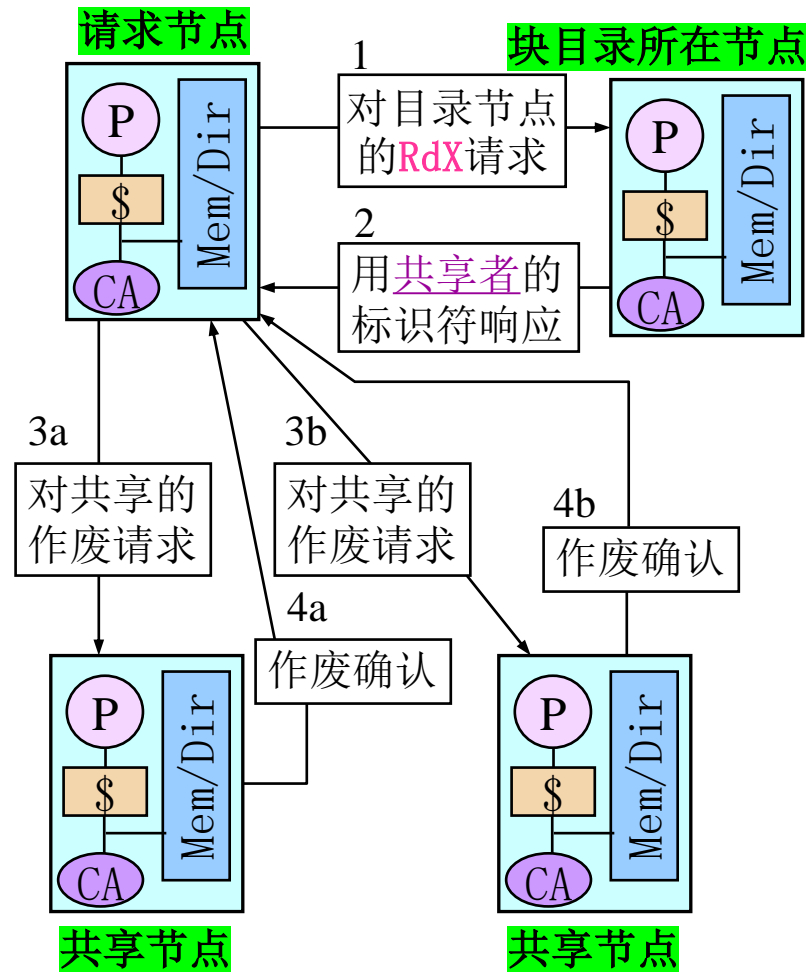 请求节点
块目录所在节点
1
对目录节点
的RdX请求
P
$
CA
Mem/Dir
P
$
CA
Mem/Dir
2
用共享者的
标识符响应
3a
对共享的
作废请求
3b
对共享的
作废请求
4a
作废确认
4b
作废确认
P
$
CA
Mem/Dir
P
$
CA
Mem/Dir
共享节点
共享节点